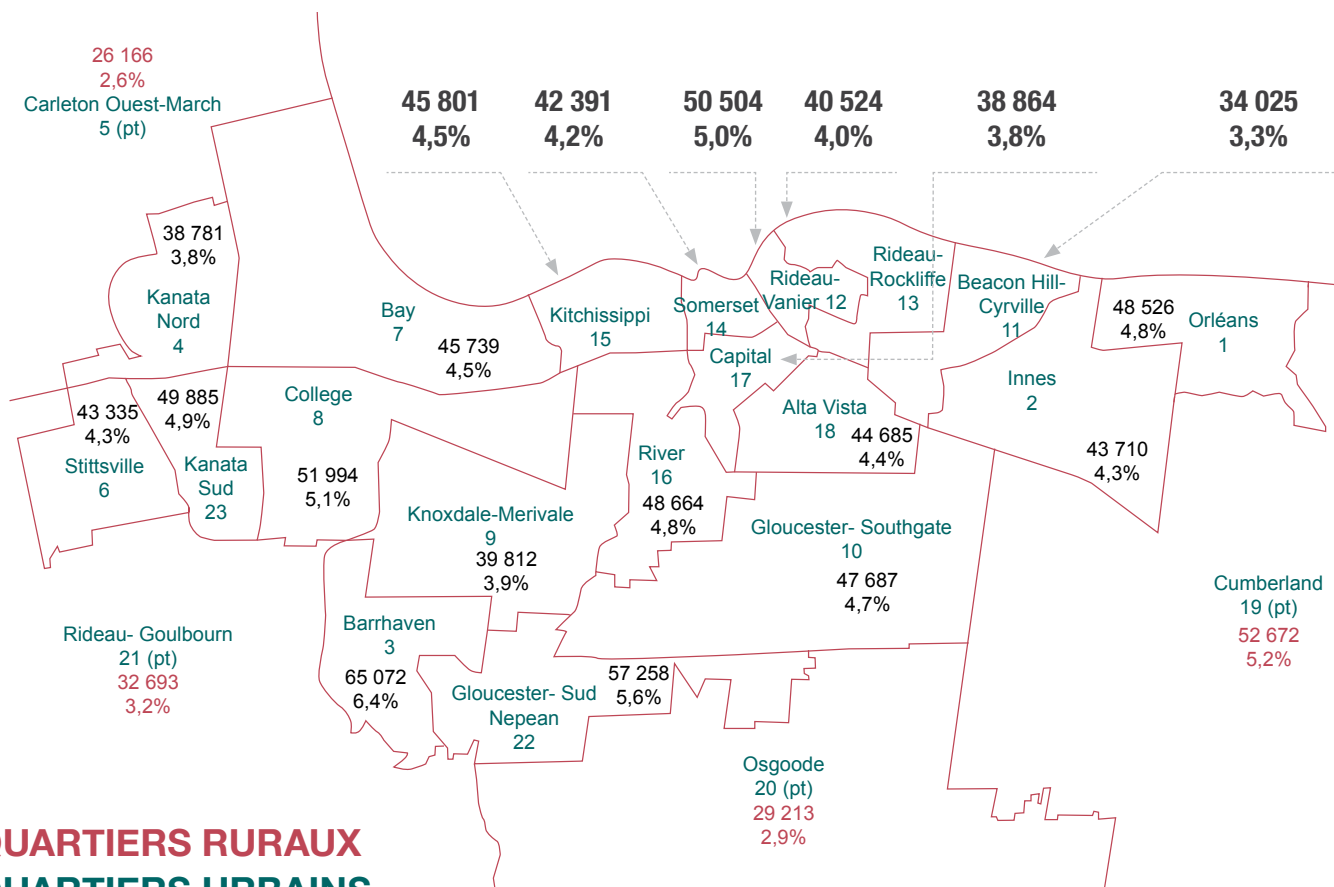 26 166
2,6%
Carleton Ouest-March
5 (pt)
45 801
4,5%
42 391
4,2%
50 504
5,0%
40 524
4,0%
38 864
3,8%
34 025
3,3%
38 781
3,8%
Kanata
Nord
4
Bay
7
45 739
4,5%
Kitchissippi
15
Somerset
14
Rideau-
Vanier 12
Rideau-
Rockliffe
13
Beacon Hill-
Cyrville
11
48 526
4,8%
Orléans
1
Capital
17
Innes
2
43 710
4,3%
43 335
4,3%
Stittsville
6
49 885
4,9%
Kanata
Sud
23
College
8
51 994
5,1%
Alta Vista
18
44 685
4,4%
River
16
48 664
4,8%
Knoxdale-Merivale
9
39 812
3,9%
Gloucester- Southgate
10
47 687
4,7%
Cumberland
19 (pt)
52 672
5,2%
Rideau- Goulbourn
21 (pt)
32 693
3,2%
Barrhaven
3
65 072
6,4%
Gloucester- Sud
Nepean
22
57 258
5,6%
Osgoode
20 (pt)
29 213
2,9%
QUARTIERS RURAUX
QUARTIERS URBAINS